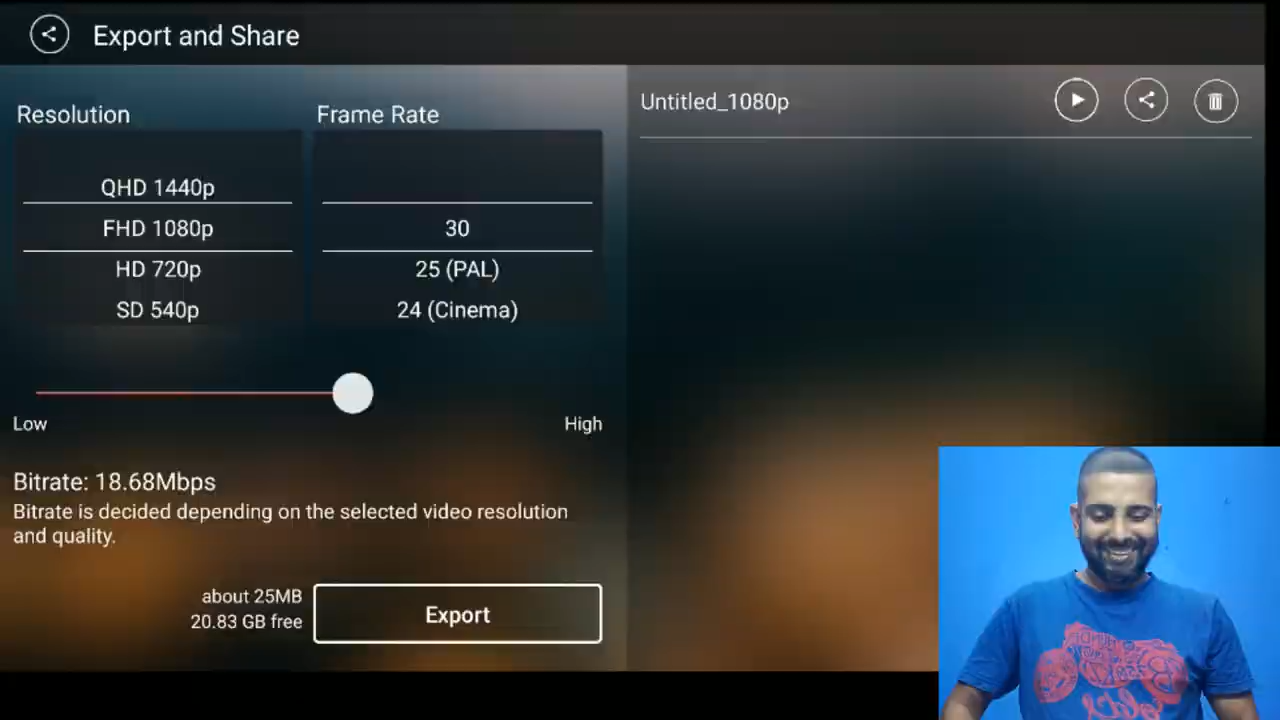 Export and Share
Resolution
Frame Rate
Untitled_1080p
QHD 1440p
FHD 1080p
30
HD 720p
25 (PAL)
SD 540p
24 (Cinema)
Low
High
Bitrate: 18.68Mbps
Bitrate is decided depending on the selected video resolution
and quality.
about 25MB
20.83 GB free
Export